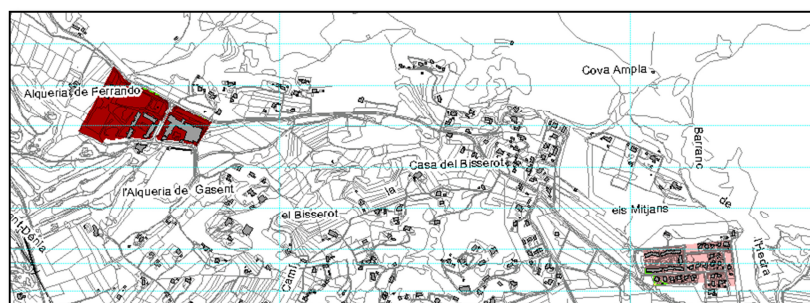 Cova Ampla
Alqueria de Ferrando
Barranc
Casa del Bisserot
l'Alqueria de Gasent
la
de
els Mitjans
el Bisserot
l'Hedra
Camí